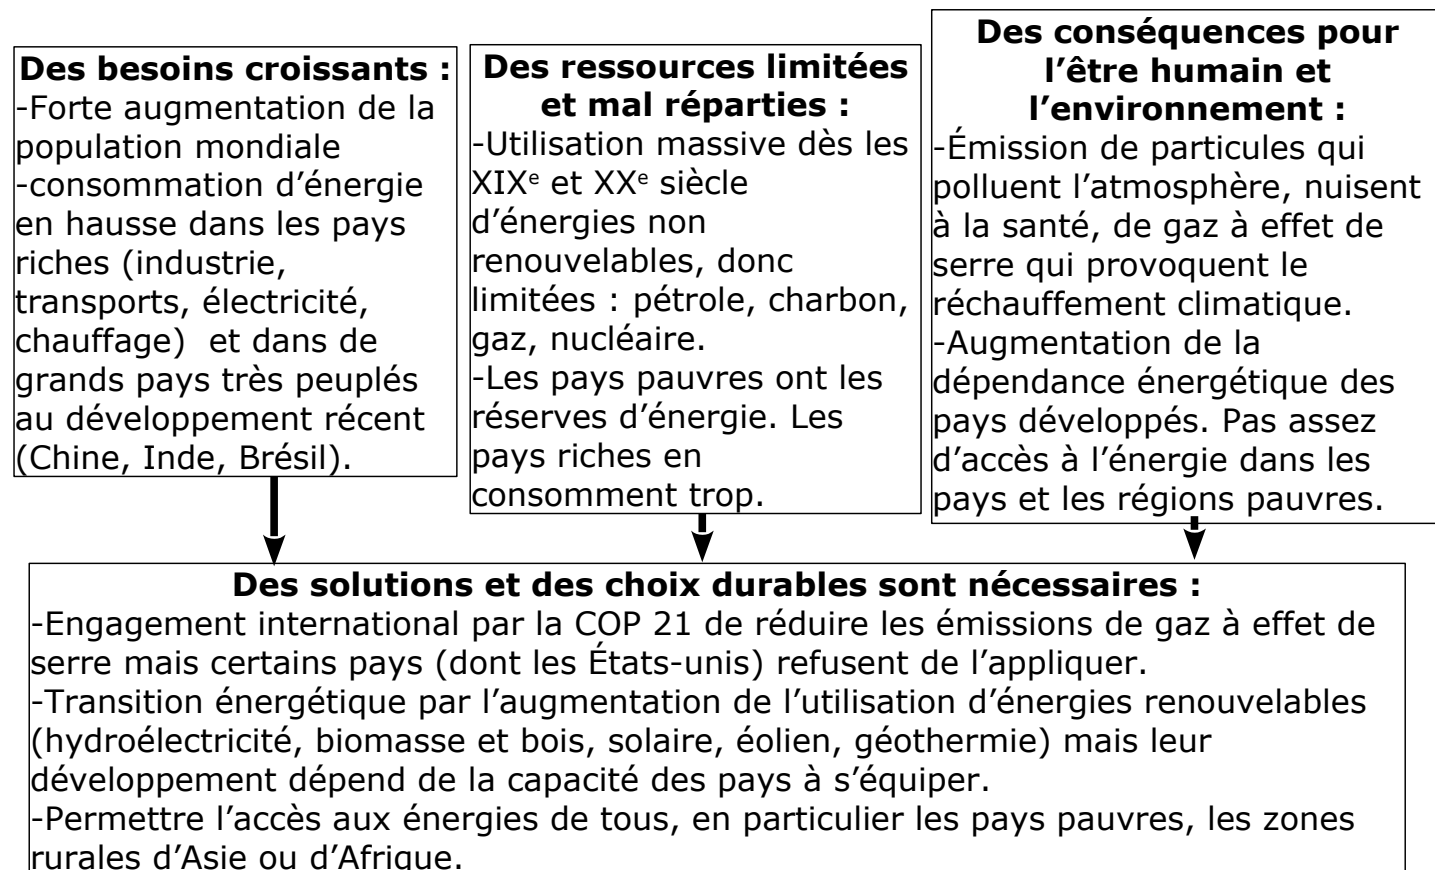 Des besoins croissants :
-Forte augmentation de la
population mondiale
-consommation d’énergie
en hausse dans les pays
riches (industrie,
transports, électricité,
chauffage)  et dans de
grands pays très peuplés
au développement récent
(Chine, Inde, Brésil).
Des ressources limitées
et mal réparties :
-Utilisation massive dès les
XIXᵉ et XXᵉ siècle
d’énergies non
renouvelables, donc
limitées : pétrole, charbon,
gaz, nucléaire.
-Les pays pauvres ont les
réserves d’énergie. Les
pays riches en
consomment trop.
Des conséquences pour
l’être humain et
l’environnement :
-Émission de particules qui
polluent l’atmosphère, nuisent
à la santé, de gaz à effet de
serre qui provoquent le
réchauffement climatique.
-Augmentation de la
dépendance énergétique des
pays développés. Pas assez
d’accès à l’énergie dans les
pays et les régions pauvres.
Des solutions et des choix durables sont nécessaires :
-Engagement international par la COP 21 de réduire les émissions de gaz à effet de
serre mais certains pays (dont les États-unis) refusent de l’appliquer.
-Transition énergétique par l’augmentation de l’utilisation d’énergies renouvelables
(hydroélectricité, biomasse et bois, solaire, éolien, géothermie) mais leur
développement dépend de la capacité des pays à s’équiper.
-Permettre l’accès aux énergies de tous, en particulier les pays pauvres, les zones
rurales d’Asie ou d’Afrique.